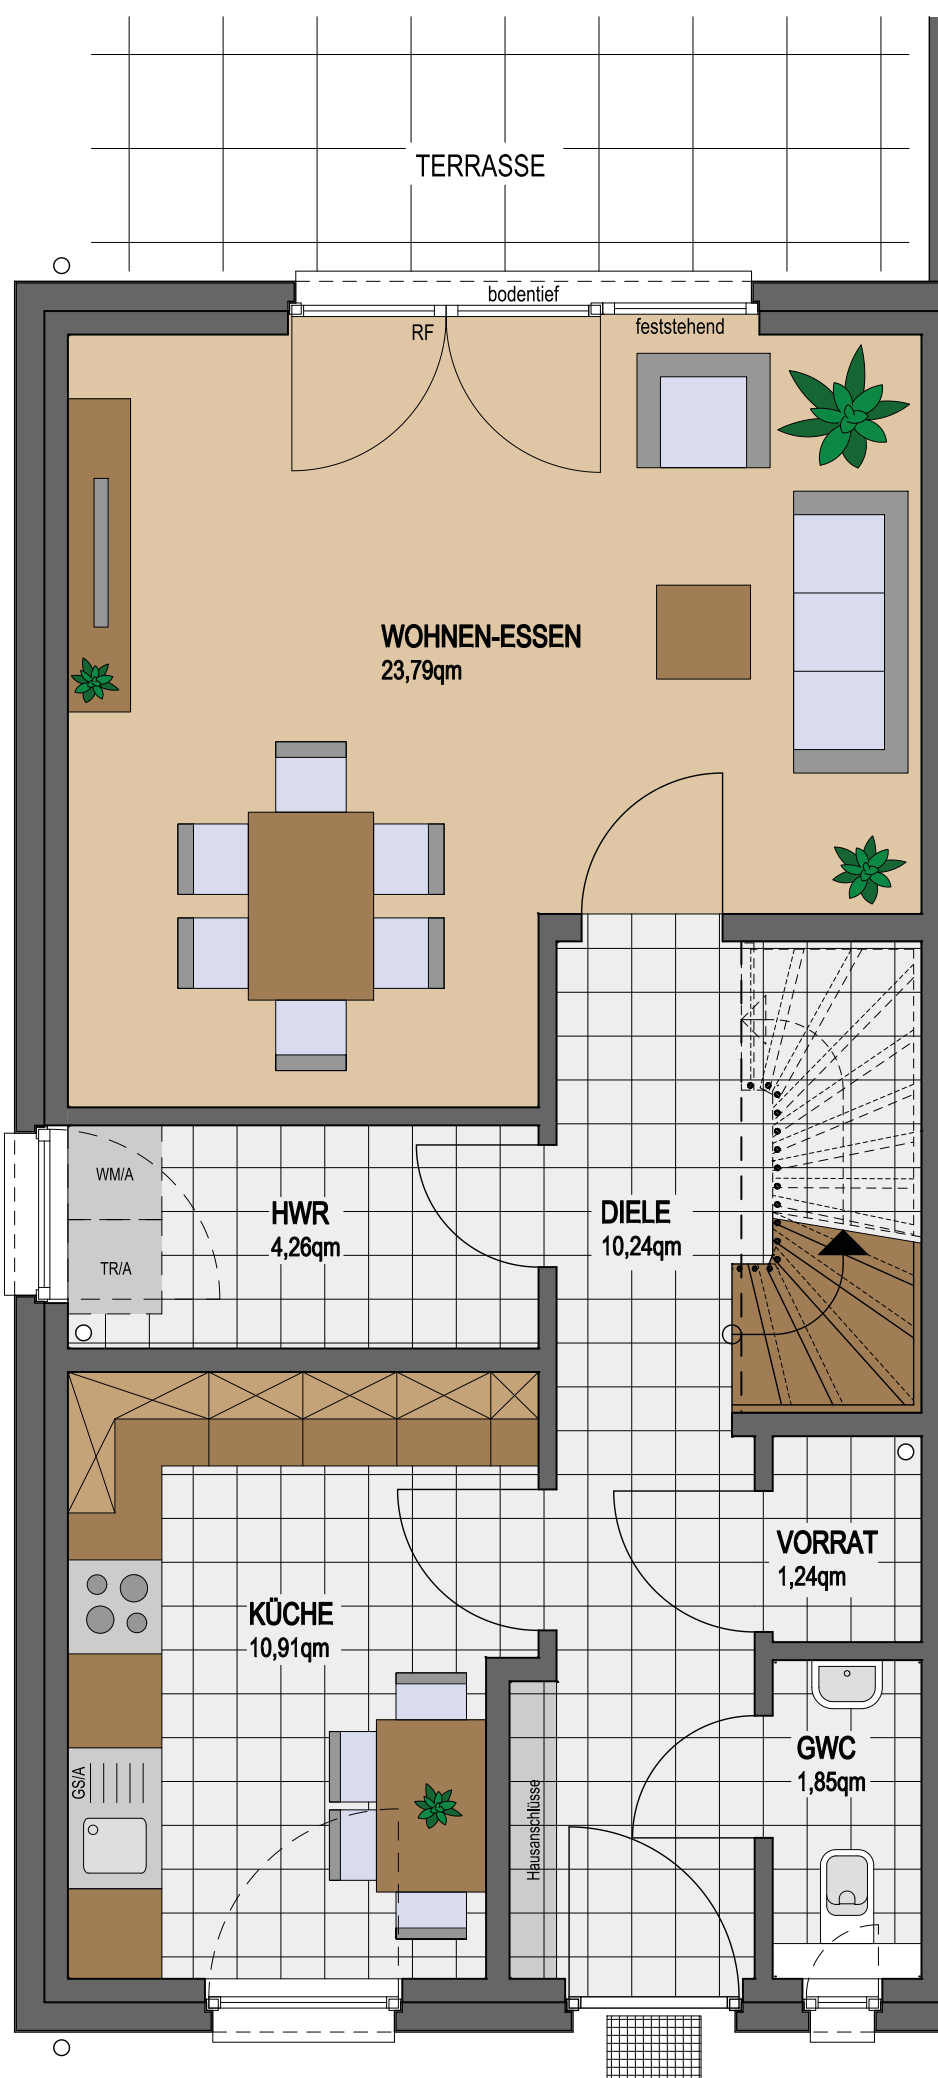 TERRASSE
bodentief
RF
feststehend
WOHNEN-ESSEN
23,79qm
WM/A
HWR
4,26qm
DIELE
10,24qm
TR/A
VORRAT
1,24qm
KÜCHE
10,91qm
GWC
1,85qm
GS/A
Hausanschlüsse